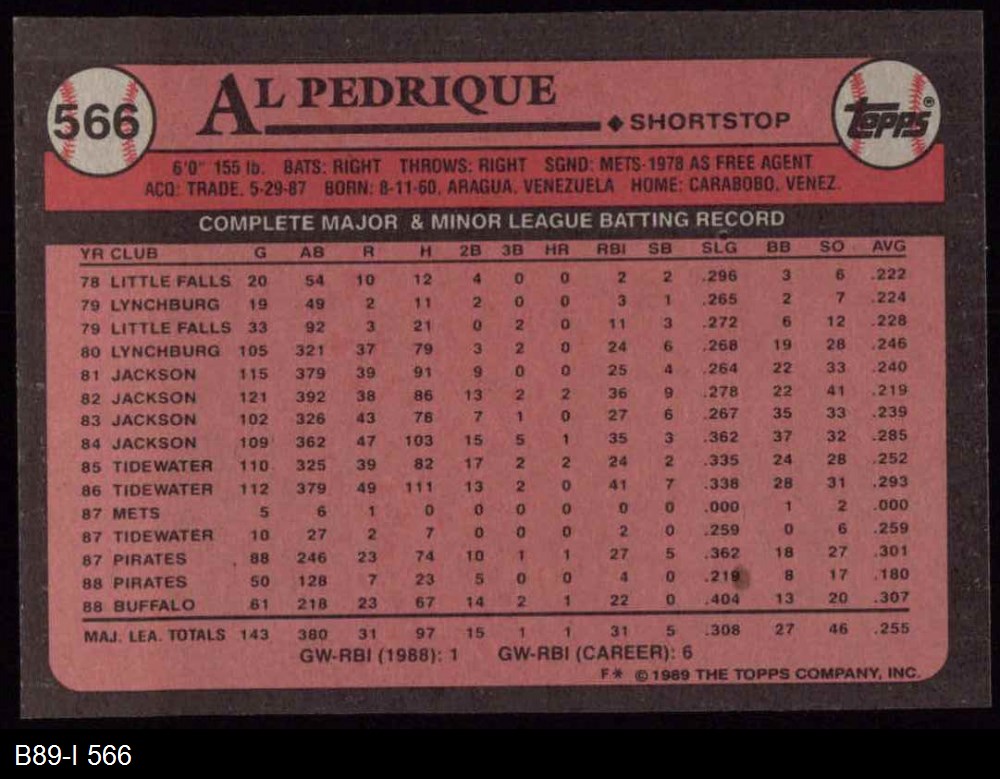 566
AL PEDRIQUE
◆ SHORTSTOP
TOPPS®
6'0" 155 lb. BATS: RIGHT THROWS: RIGHT SGND: METS-1978 AS FREE AGENT
ACQ: TRADE. 5-29-87 BORN: 8-11-60, ARAGUA, VENEZUELA HOME: CARABOBO, VENEZ.
COMPLETE MAJOR & MINOR LEAGUE BATTING RECORD
YR CLUB G AB R H 2B 3B HR RBI SB SLG BB SO AVG
78 LITTLE FALLS 20 54 10 12 4 0 0 2 2 .296 3 6 .222
79 LYNCHBURG 19 49 2 11 2 0 0 3 1 .265 2 7 .224
79 LITTLE FALLS 33 92 3 21 0 2 0 11 3 .272 6 12 .228
80 LYNCHBURG 105 321 37 79 3 2 0 24 6 .268 19 28 .246
81 JACKSON 115 379 39 91 9 0 0 25 4 .264 22 33 .240
82 JACKSON 121 392 38 86 13 2 2 36 9 .278 22 41 .219
83 JACKSON 102 326 43 78 7 1 0 27 6 .267 35 33 .239
84 JACKSON 109 362 47 103 15 5 1 35 3 .362 37 32 .285
85 TIDEWATER 110 325 39 82 17 2 2 24 2 .335 24 28 .252
86 TIDEWATER 112 379 49 111 13 2 0 41 7 .338 28 31 .293
87 METS 5 6 1 0 0 0 0 0 0 .000 1 2 .000
87 TIDEWATER 10 27 2 7 0 0 0 2 0 .259 0 6 .259
87 PIRATES 88 246 23 74 10 1 1 27 5 .362 18 27 .301
88 PIRATES 50 128 7 23 5 0 0 4 0 .219 8 17 .180
88 BUFFALO 61 218 23 67 14 2 1 22 0 .404 13 20 .307
MAJ. LEA. TOTALS 143 380 31 97 15 1 1 31 5 .308 27 46 .255
GW-RBI (1988): 1 GW-RBI (CAREER): 6
F* © 1989 THE TOPPS COMPANY, INC.
B89-I 566